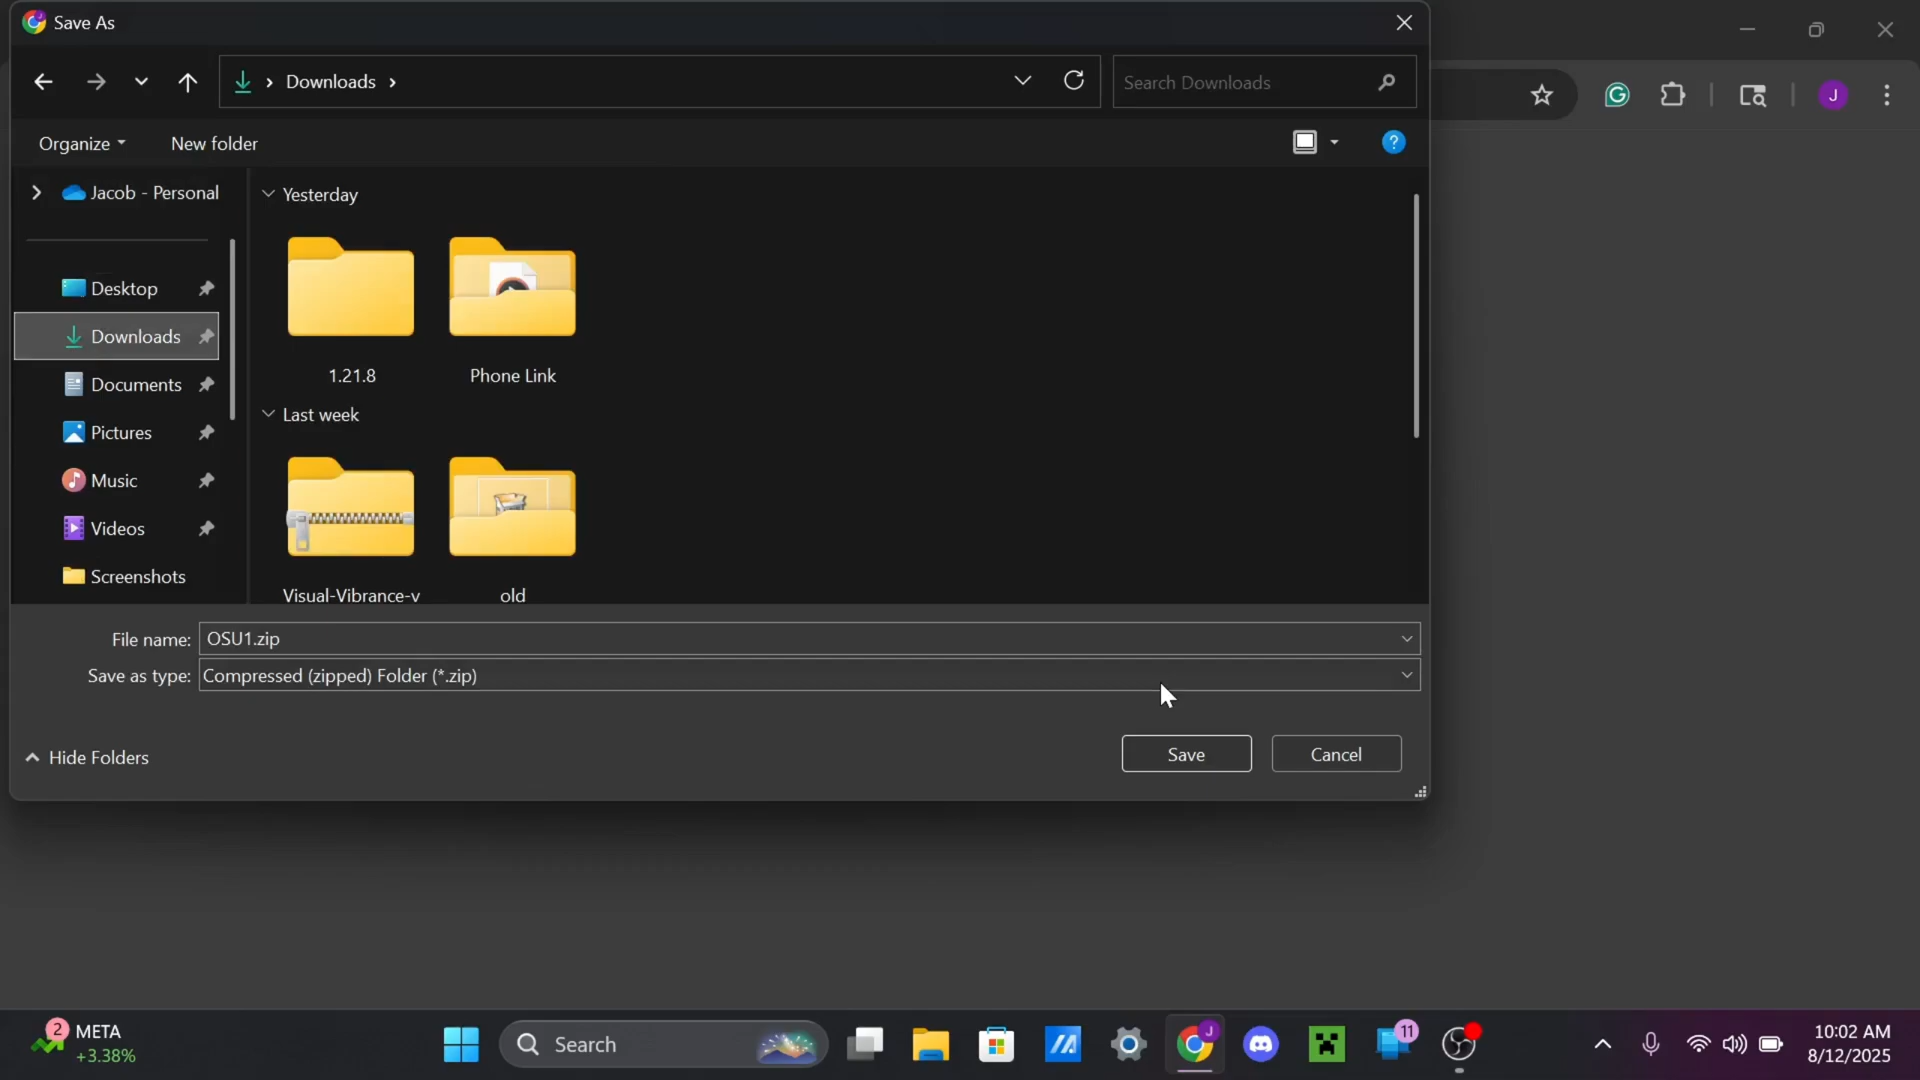 Save As
Downloads
Search Downloads
J
Organize
New folder
?
Jacob - Personal
Yesterday
Desktop
Downloads
Documents
Pictures
Music
Videos
Screenshots
1.21.8
Phone Link
Last week
Visual-Vibrance-v
old
File name: OSU1.zip
Save as type: Compressed (zipped) Folder (*.zip)
Hide Folders
Save
Cancel
2
META
+3.38%
Search
J
11
10:02 AM
8/12/2025